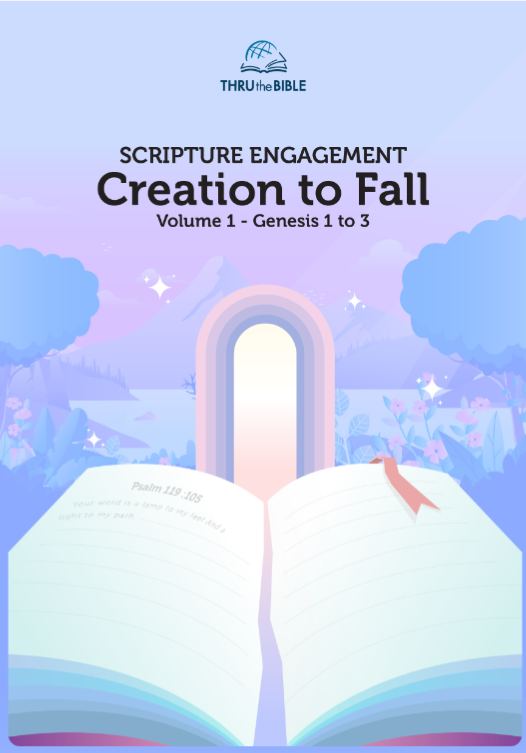 THRU the BIBLE
SCRIPTURE ENGAGEMENT
Creation to Fall
Volume 1 - Genesis 1 to 3
Psalm 119 :105
Your word is a lamp to my feet And a
light to my path.